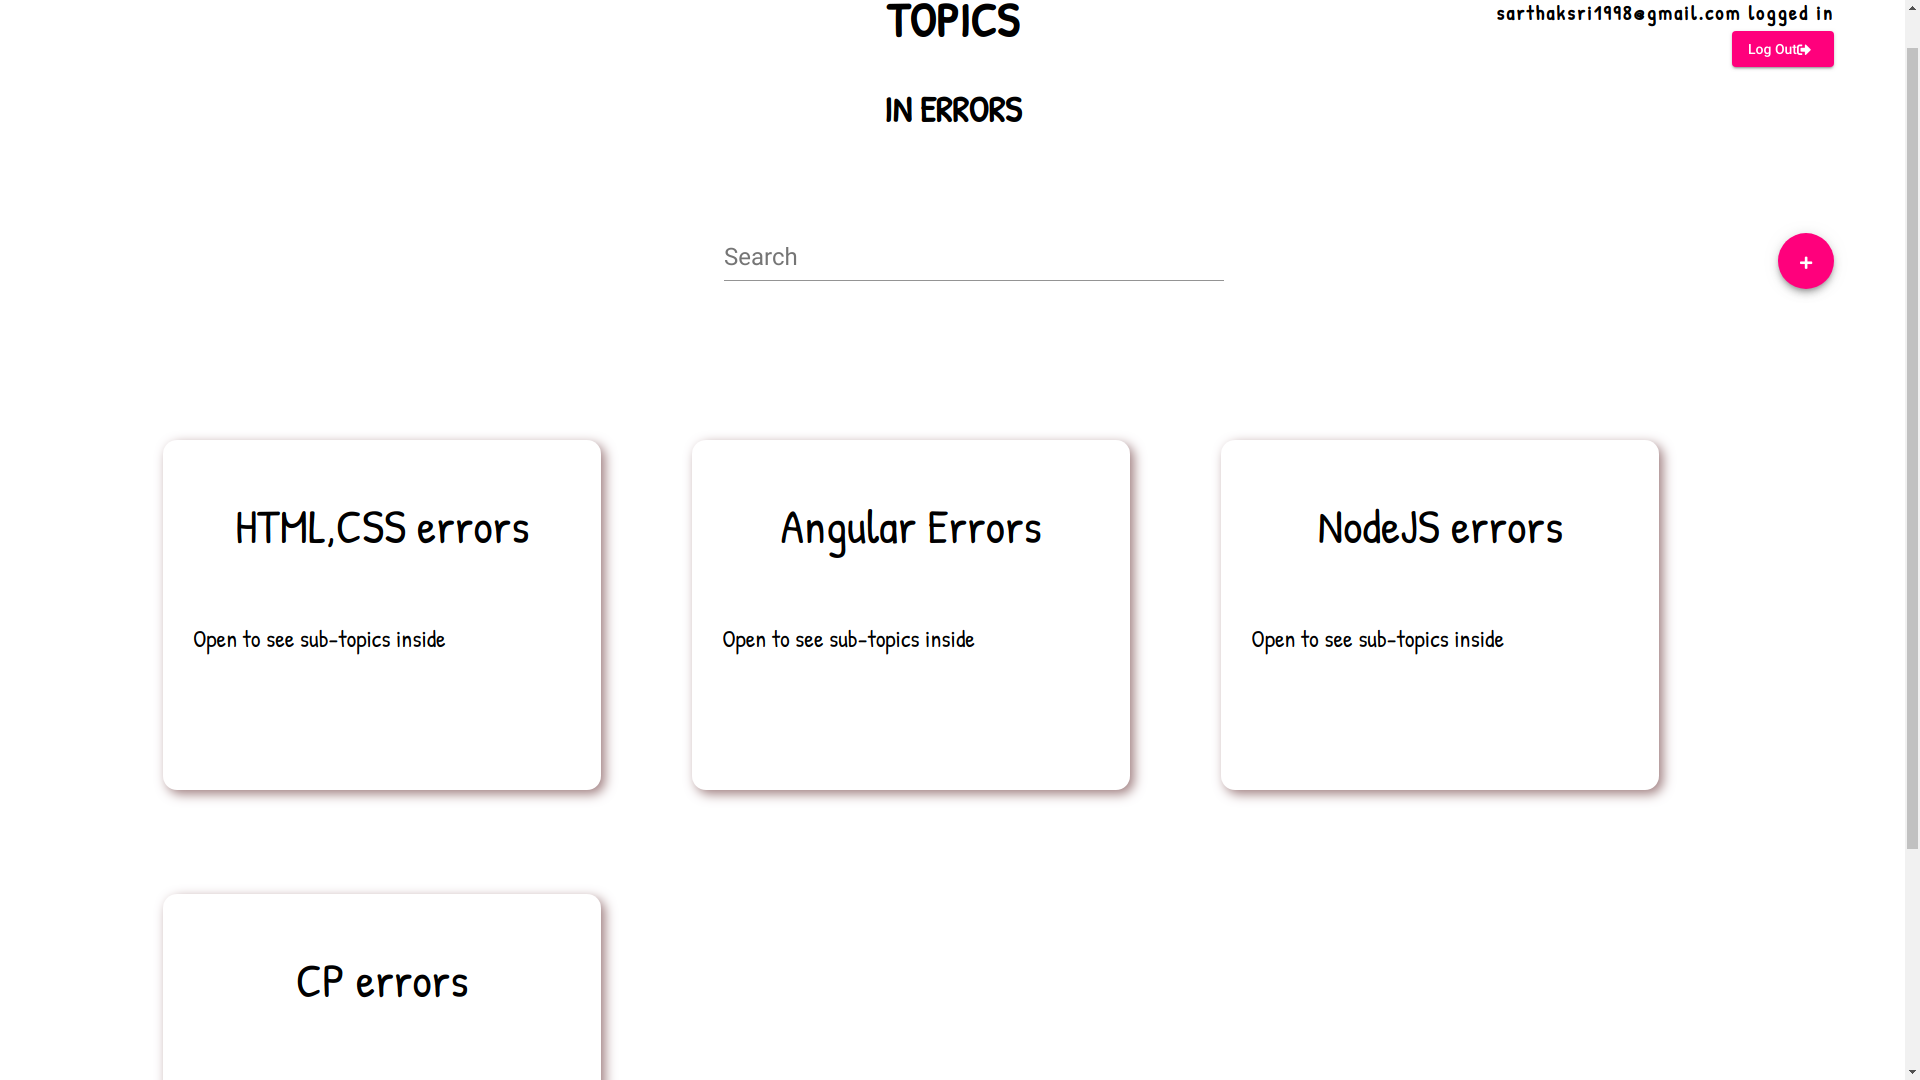 TOPICS
sarthaksri1998@gmail.com logged in
Log Out
IN ERRORS
Search
+
HTML,CSS errors
Angular Errors
NodeJS errors
Open to see sub-topics inside
Open to see sub-topics inside
Open to see sub-topics inside
CP errors